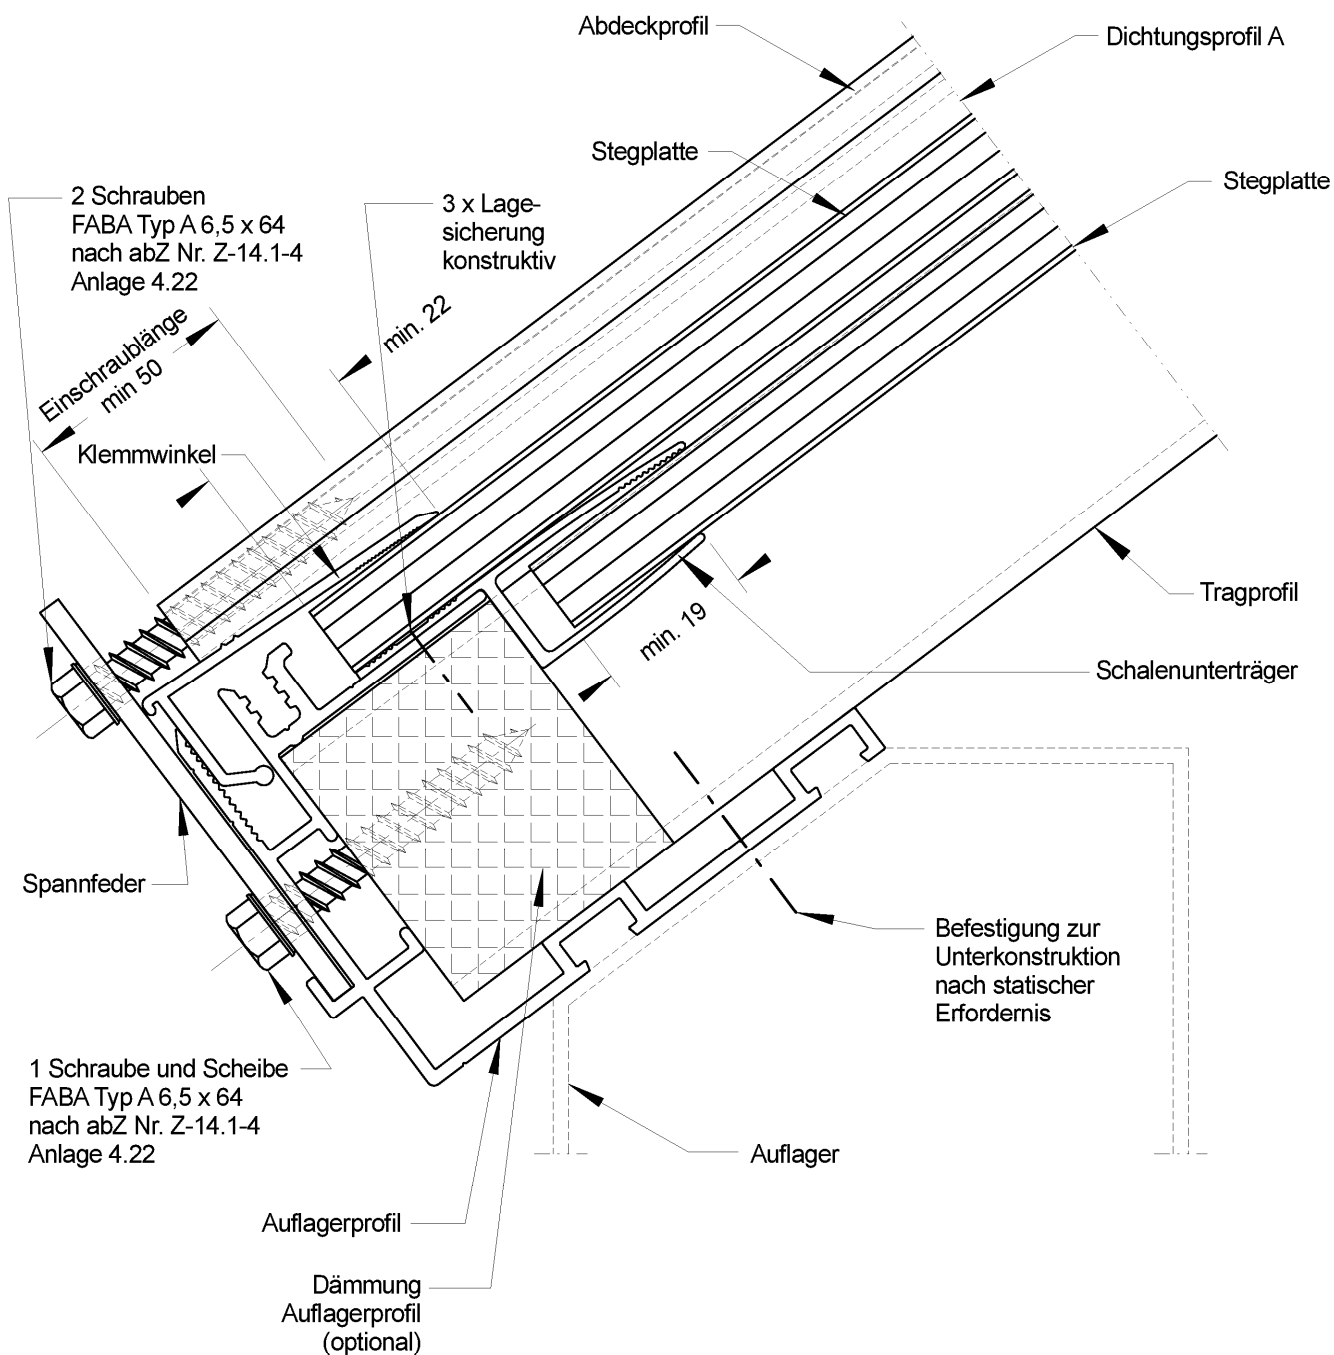 Abdeckprofil
Dichtungsprofil A
Stegplatte
Stegplatte
2 Schrauben
FABA Typ A 6,5 x 64
nach abZ Nr. Z-14.1-4
Anlage 4.22
3 x Lage-
sicherung
konstruktiv
min. 22
Einschraublänge
min 50
Klemmwinkel
Tragprofil
min. 19
Schalenunterträger
Spannfeder
Befestigung zur
Unterkonstruktion
nach statischer
Erfordernis
1 Schraube und Scheibe
FABA Typ A 6,5 x 64
nach abZ Nr. Z-14.1-4
Anlage 4.22
Auflager
Auflagerprofil
Dämmung
Auflagerprofil
(optional)